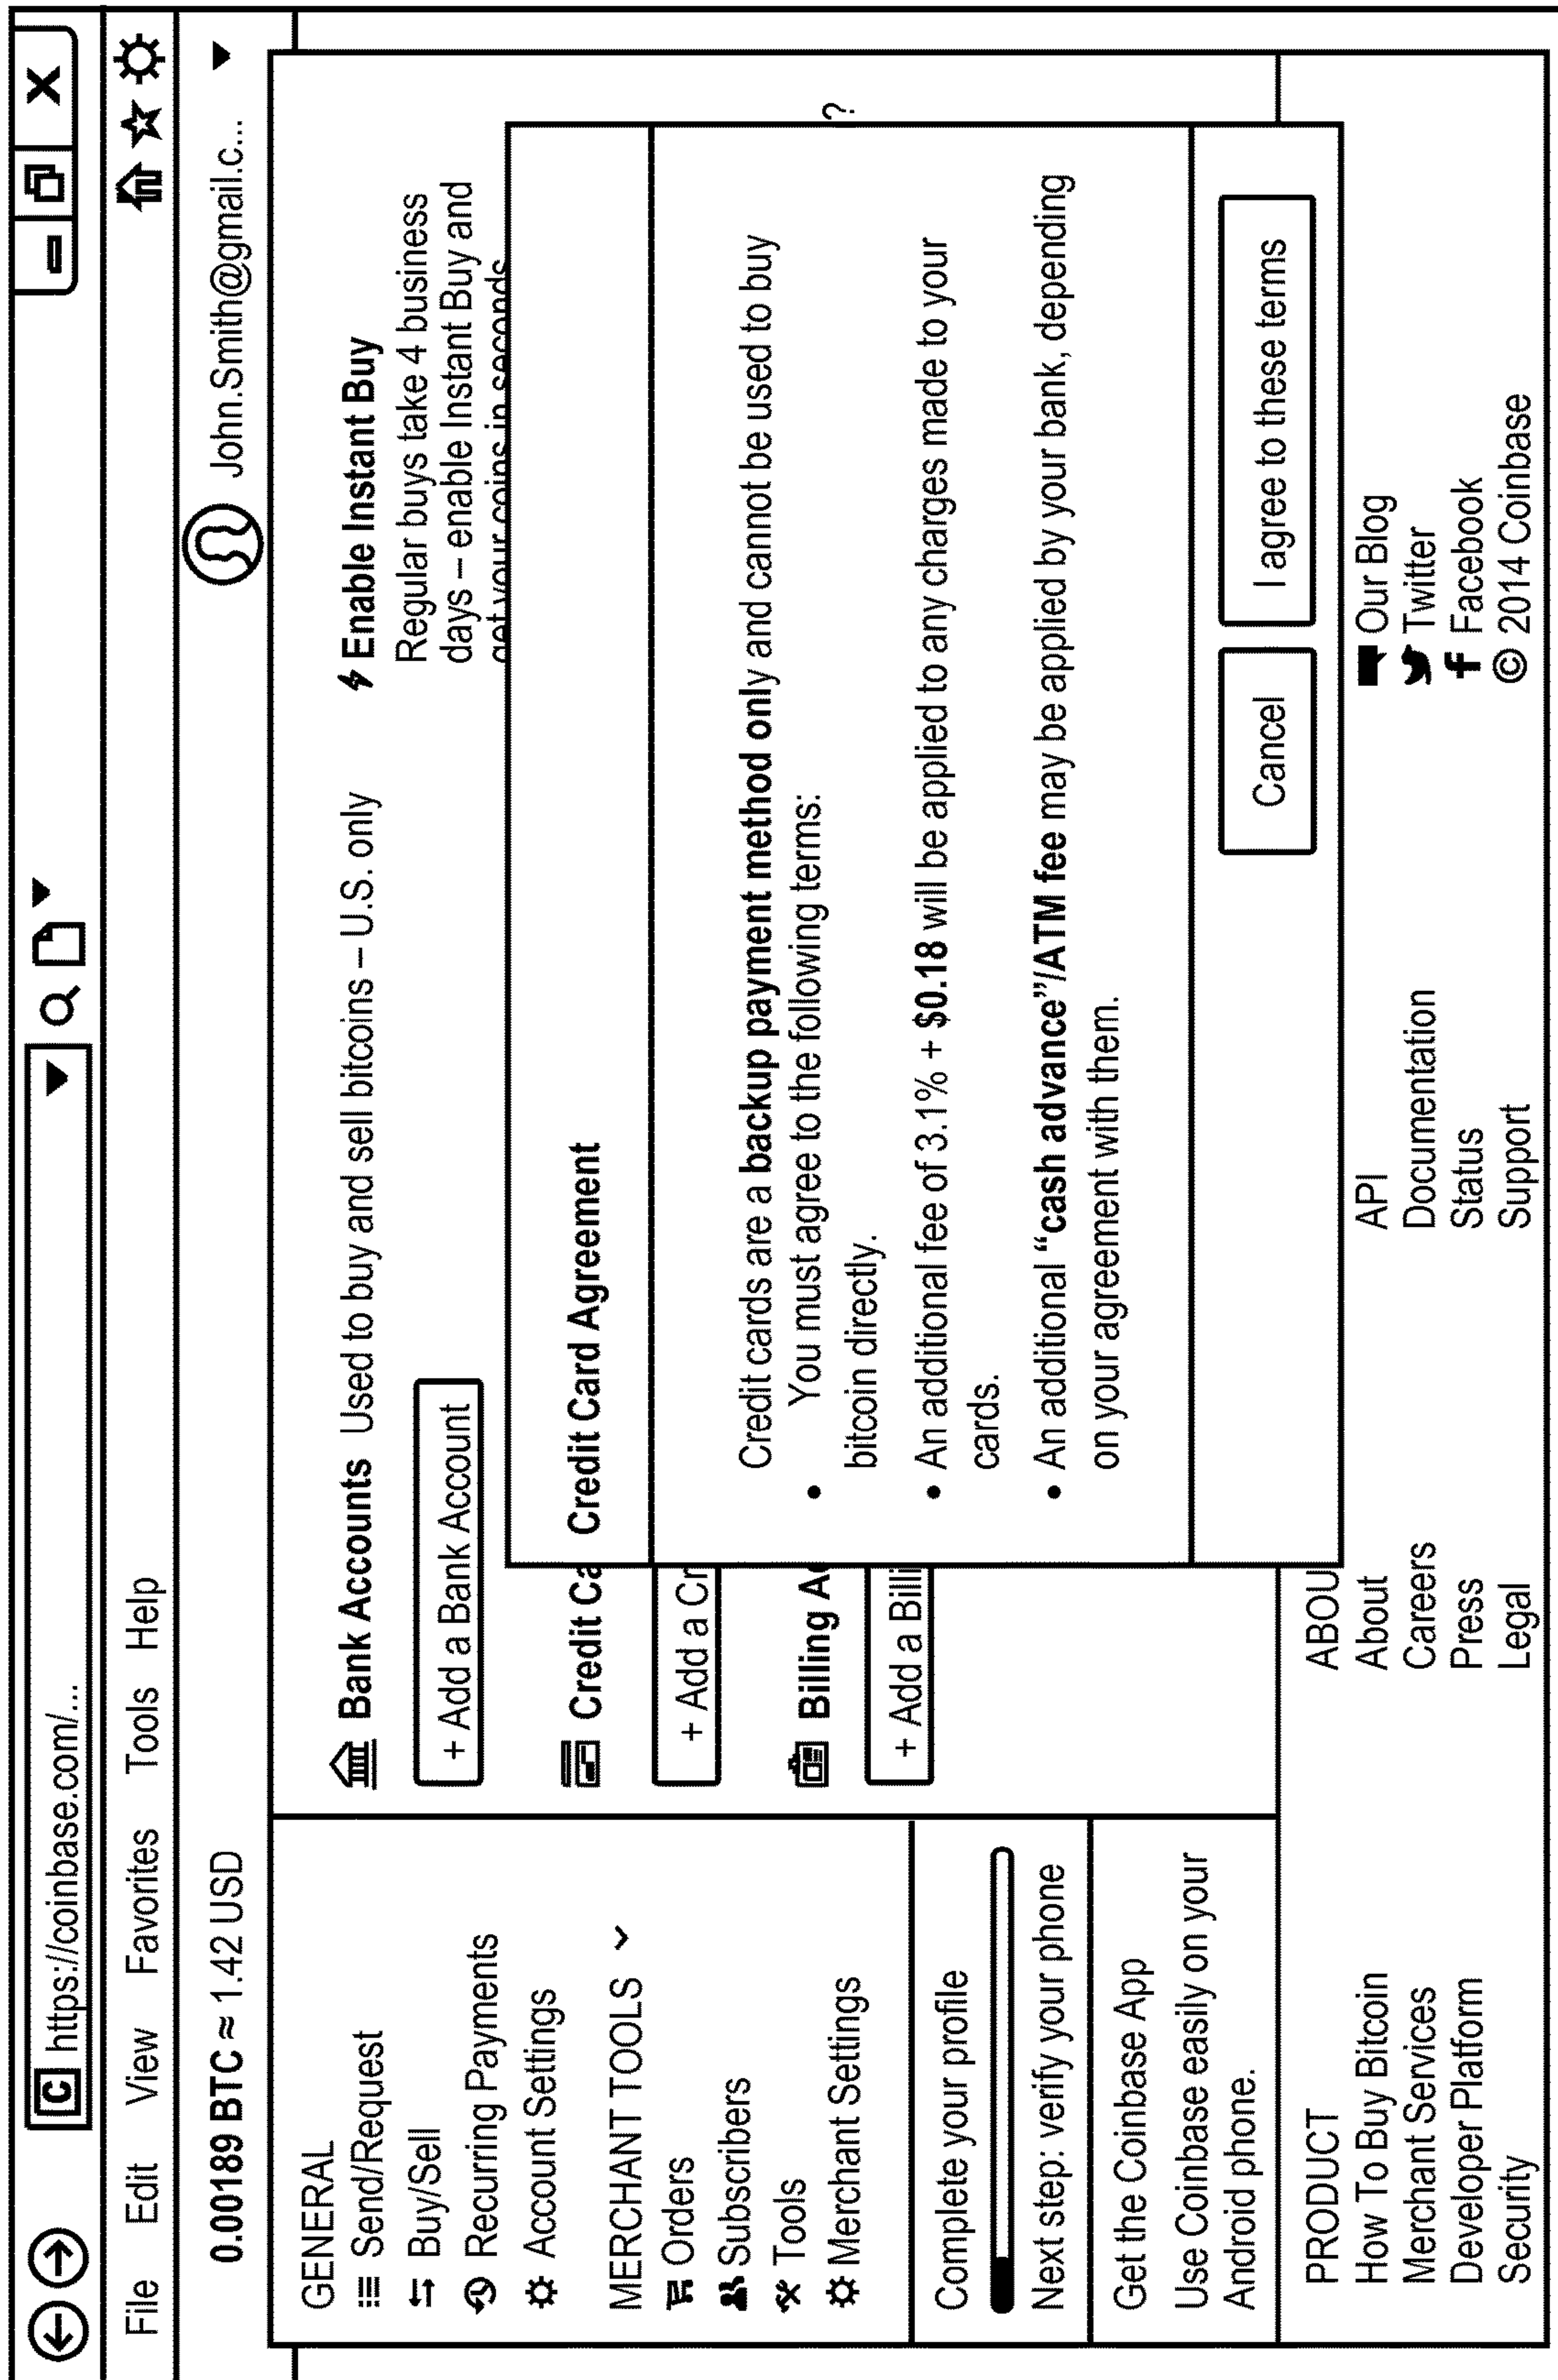 C https://coinbase.com/...
X
File Edit View Favorites Tools Help
0.00189 BTC ≈ 1.42 USD
John.Smith@gmail.c...
GENERAL
Send/Request
Buy/Sell
Recurring Payments
Account Settings
MERCHANT TOOLS
Orders
Subscribers
Tools
Merchant Settings
Complete your profile
Next step: verify your phone
Get the Coinbase App
Use Coinbase easily on your
Android phone.
Bank Accounts Used to buy and sell bitcoins – U.S. only
+ Add a Bank Account
Enable Instant Buy
Regular buys take 4 business
days – enable Instant Buy and
get your coins in seconds
Credit Ca
+ Add a Cr
Billing A
+ Add a Billi
?
Credit Card Agreement
Credit cards are a backup payment method only and cannot be used to buy
• You must agree to the following terms:
bitcoin directly.
• An additional fee of 3.1% + $0.18 will be applied to any charges made to your
cards.
• An additional “cash advance”/ATM fee may be applied by your bank, depending
on your agreement with them.
Cancel
I agree to these terms
PRODUCT
How To Buy Bitcoin
Merchant Services
Developer Platform
Security
ABOU
About
Careers
Press
Legal
API
Documentation
Status
Support
Our Blog
Twitter
f Facebook
© 2014 Coinbase